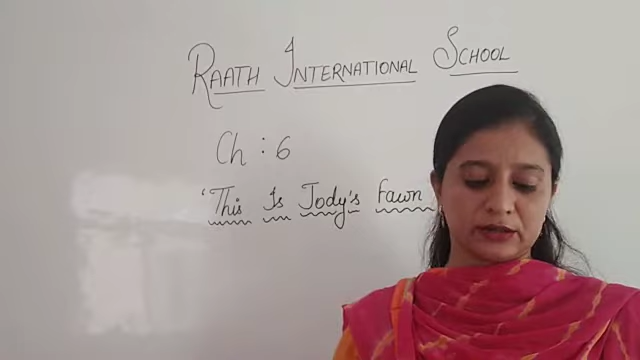 RAATH INTERNATIONAL SCHOOL
Ch : 6
'This Is Jody's Fawn